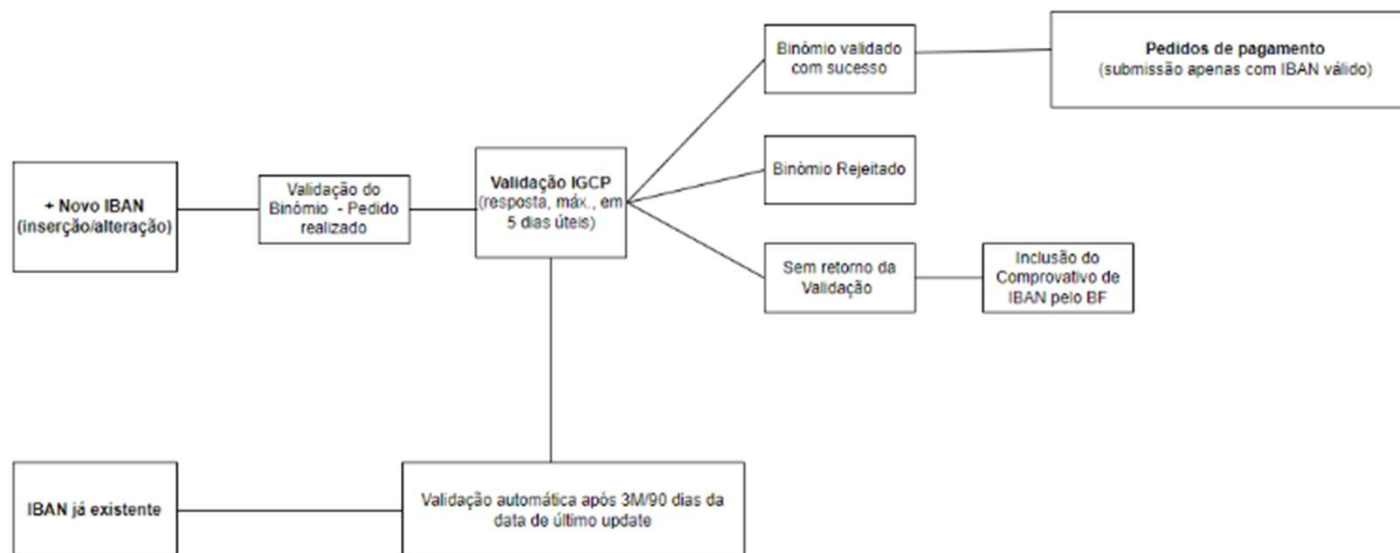 + Novo IBAN
(inserção/alteração)
Validação do
Binómio - Pedido
realizado
Validação IGCP
(resposta, máx., em
5 dias úteis)
Binómio validado
com sucesso
Pedidos de pagamento
(submissão apenas com IBAN válido)
Binómio Rejeitado
Sem retorno da
Validação
Inclusão do
Comprovativo de
IBAN pelo BF
IBAN já existente
Validação automática após 3M/90 dias da
data de último update